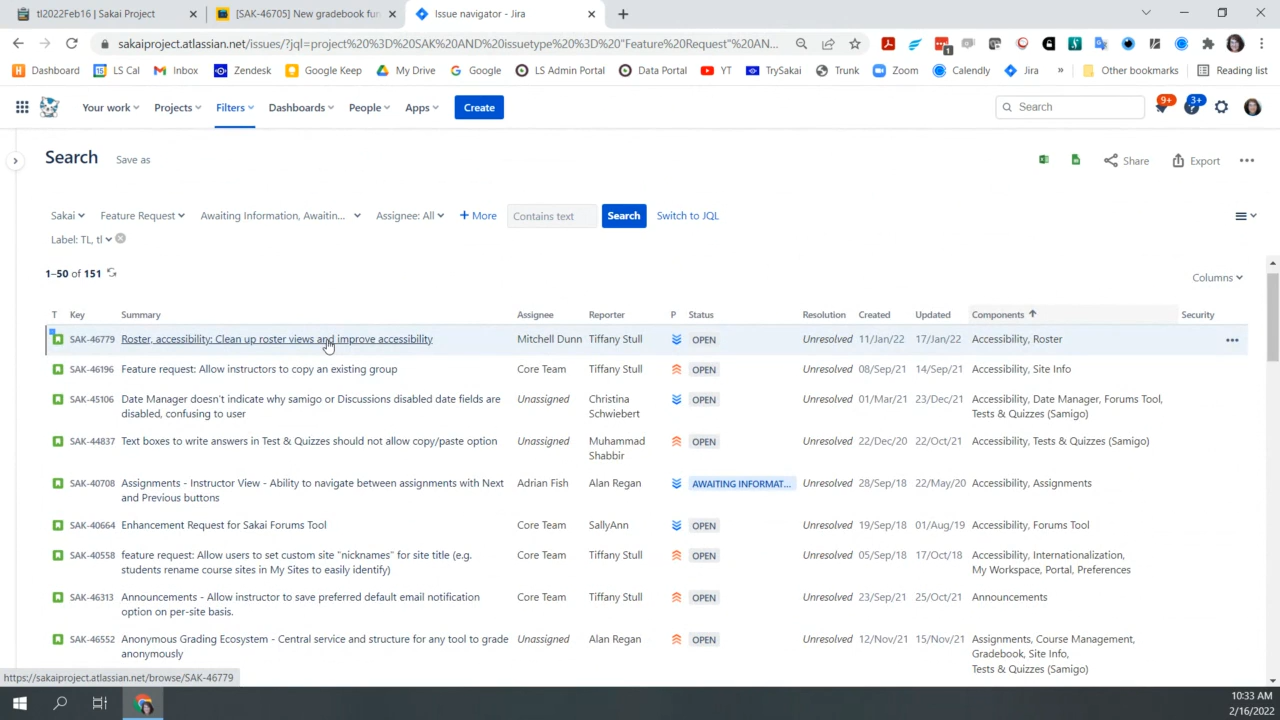 tl2022Feb16 | Sakai Project
[SAK-46705] New gradebook fun
Issue navigator - Jira
sakaiproject.atlassian.net/issues/?jql=project %3D%20SAK%20AND%20issuetype%20%3D%20"Feature Request"%20AN...
1
Dashboard
LS Cal
Inbox
Zendesk
Google Keep
My Drive
Google
LS Admin Portal
Data Portal
YT
TrySakai
Trunk
Zoom
Calendly
Jira
»
Other bookmarks
Reading list
Your work
Projects
Filters
Dashboards
People
Apps
Create
Search
9+
3+
Search
Save as
Share
Export
Sakai
Feature Request
Awaiting Information, Awaitin...
Assignee: All
+ More
Contains text
Search
Switch to JQL
Label: TL, tl
1–50 of 151
Columns
T Key Summary Assignee Reporter P Status Resolution Created Updated Components Security
SAK-46779 Roster, accessibility: Clean up roster views and improve accessibility Mitchell Dunn Tiffany Stull OPEN Unresolved 11/Jan/22 17/Jan/22 Accessibility, Roster
SAK-46196 Feature request: Allow instructors to copy an existing group Core Team Tiffany Stull OPEN Unresolved 08/Sep/21 14/Sep/21 Accessibility, Site Info
SAK-45106 Date Manager doesn't indicate why samigo or Discussions disabled date fields are Unassigned Christina OPEN Unresolved 01/Mar/21 23/Dec/21 Accessibility, Date Manager, Forums Tool,
disabled, confusing to user Schwiebert Tests & Quizzes (Samigo)
SAK-44837 Text boxes to write answers in Test & Quizzes should not allow copy/paste option Unassigned Muhammad OPEN Unresolved 22/Dec/20 22/Oct/21 Accessibility, Tests & Quizzes (Samigo)
Shabbir
SAK-40708 Assignments - Instructor View - Ability to navigate between assignments with Next Adrian Fish Alan Regan AWAITING INFORMAT... Unresolved 28/Sep/18 22/May/20 Accessibility, Assignments
and Previous buttons
SAK-40664 Enhancement Request for Sakai Forums Tool Core Team SallyAnn OPEN Unresolved 19/Sep/18 01/Aug/19 Accessibility, Forums Tool
SAK-40558 feature request: Allow users to set custom site "nicknames" for site title (e.g. Core Team Tiffany Stull OPEN Unresolved 05/Sep/18 17/Oct/18 Accessibility, Internationalization,
students rename course sites in My Sites to easily identify) My Workspace, Portal, Preferences
SAK-46313 Announcements - Allow instructor to save preferred default email notification Core Team Tiffany Stull OPEN Unresolved 23/Sep/21 25/Oct/21 Announcements
option on per-site basis.
SAK-46552 Anonymous Grading Ecosystem - Central service and structure for any tool to grade Unassigned Alan Regan OPEN Unresolved 12/Nov/21 15/Nov/21 Assignments, Course Management,
anonymously Gradebook, Site Info,
Tests & Quizzes (Samigo)
https://sakaiproject.atlassian.net/browse/SAK-46779
10:33 AM
2/16/2022